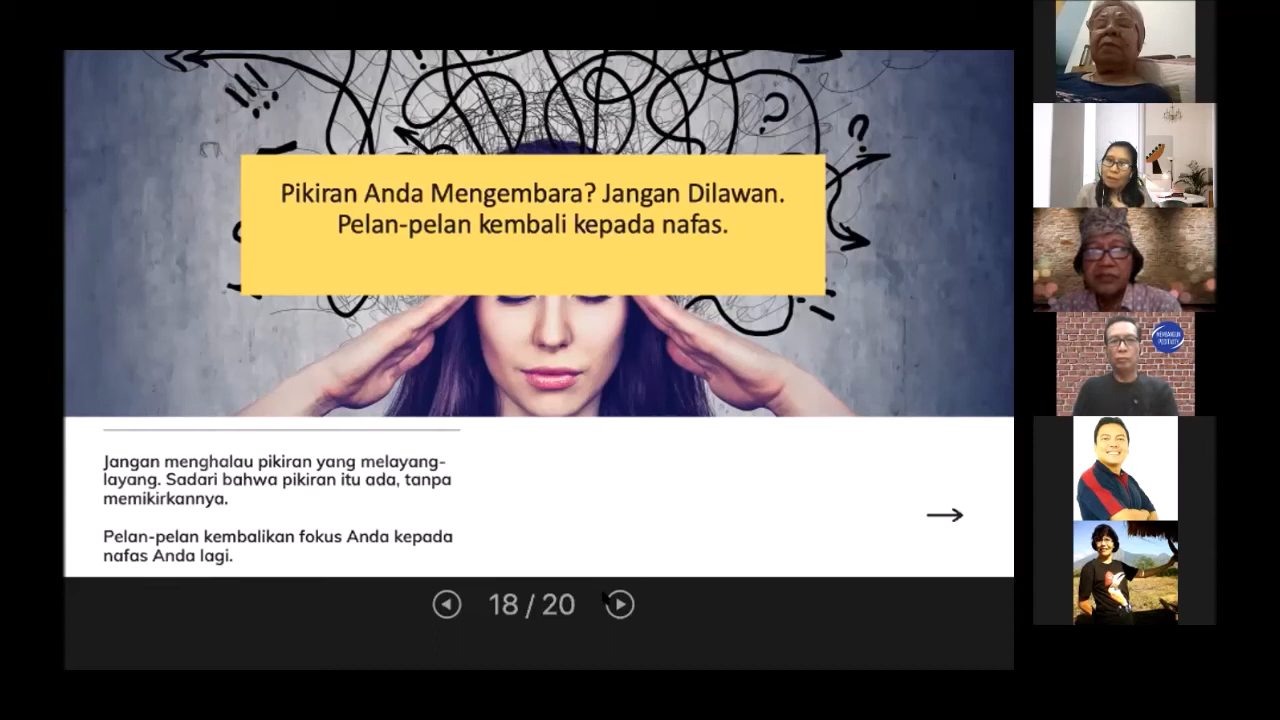 Pikiran Anda Mengembara? Jangan Dilawan.
Pelan-pelan kembali kepada nafas.
Jangan menghalau pikiran yang melayang-
layang. Sadari bahwa pikiran itu ada, tanpa
memikirkannya.
Pelan-pelan kembalikan fokus Anda kepada
nafas Anda lagi.
18 / 20